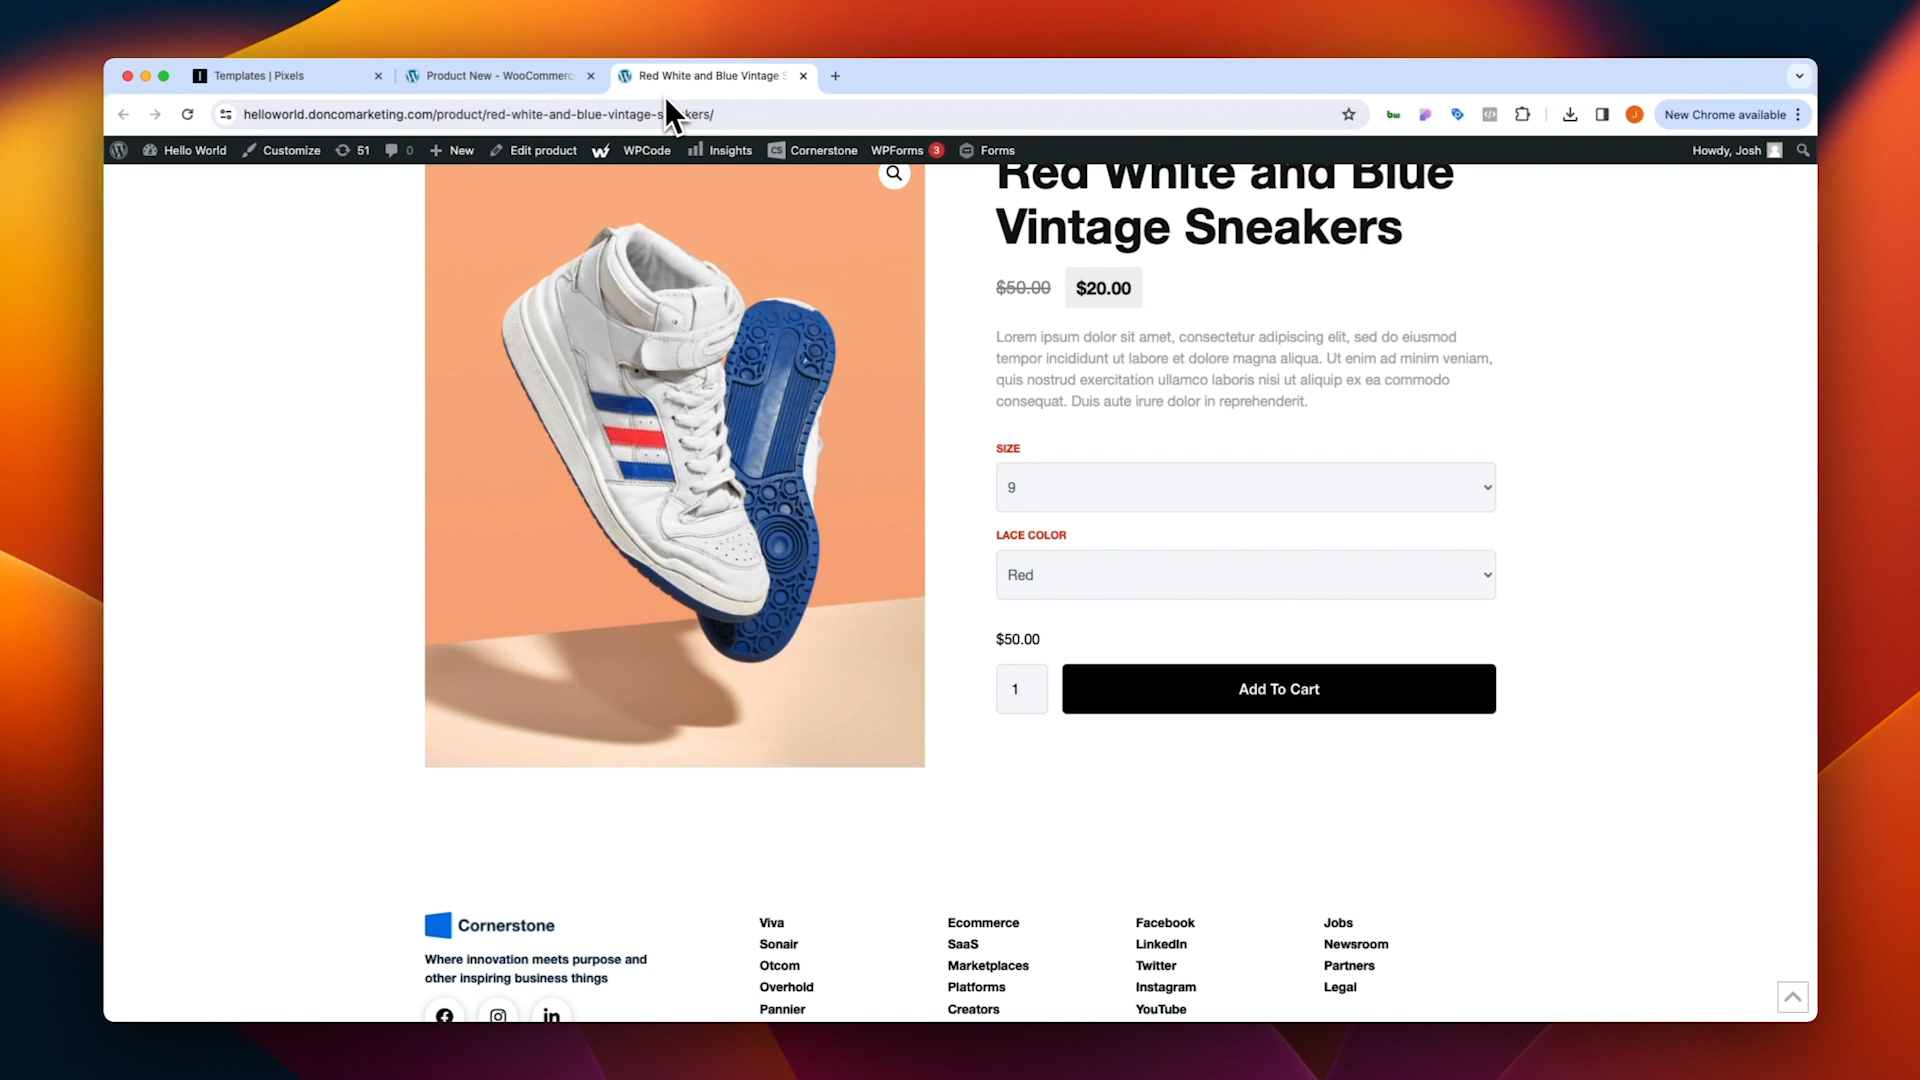 Templates | Pixels
Product New - WooCommerc
Red White and Blue Vintage S
helloworld.doncomarketing.com/product/red-white-and-blue-vintage-s kers/
New Chrome available
Hello World
Customize
51
0
New
Edit product
WPCode
Insights
CS Cornerstone
WPForms 3
Forms
Howdy, Josh
Red White and Blue
Vintage Sneakers
$50.00 $20.00
Lorem ipsum dolor sit amet, consectetur adipiscing elit, sed do eiusmod
tempor incididunt ut labore et dolore magna aliqua. Ut enim ad minim veniam,
quis nostrud exercitation ullamco laboris nisi ut aliquip ex ea commodo
consequat. Duis aute irure dolor in reprehenderit.
SIZE
9
LACE COLOR
Red
$50.00
1
Add To Cart
Cornerstone
Where innovation meets purpose and
other inspiring business things
Viva
Sonair
Otcom
Overhold
Pannier
Ecommerce
SaaS
Marketplaces
Platforms
Creators
Facebook
LinkedIn
Twitter
Instagram
YouTube
Jobs
Newsroom
Partners
Legal